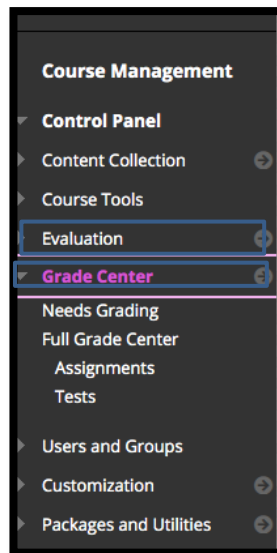 Course Management
Control Panel
Content Collection
Course Tools
Evaluation
Grade Center
Needs Grading
Full Grade Center
Assignments
Tests
Users and Groups
Customization
Packages and Utilities